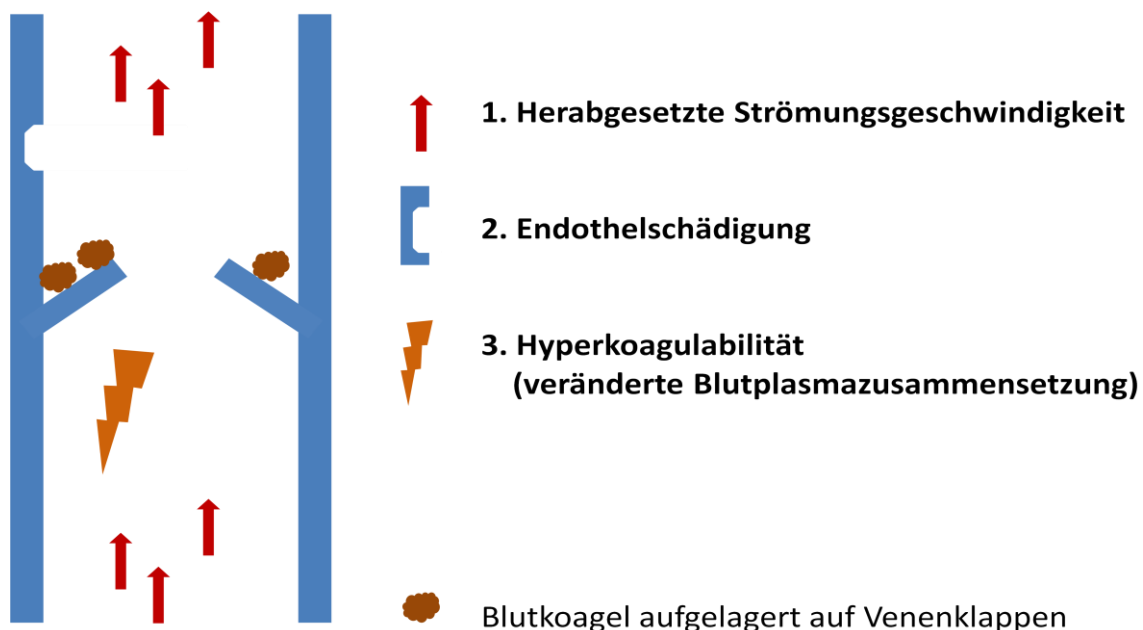 1. Herabgesetzte Strömungsgeschwindigkeit
2. Endothelschädigung
3. Hyperkoagulabilität
(veränderte Blutplasmazusammensetzung)
Blutkoagel aufgelagert auf Venenklappen